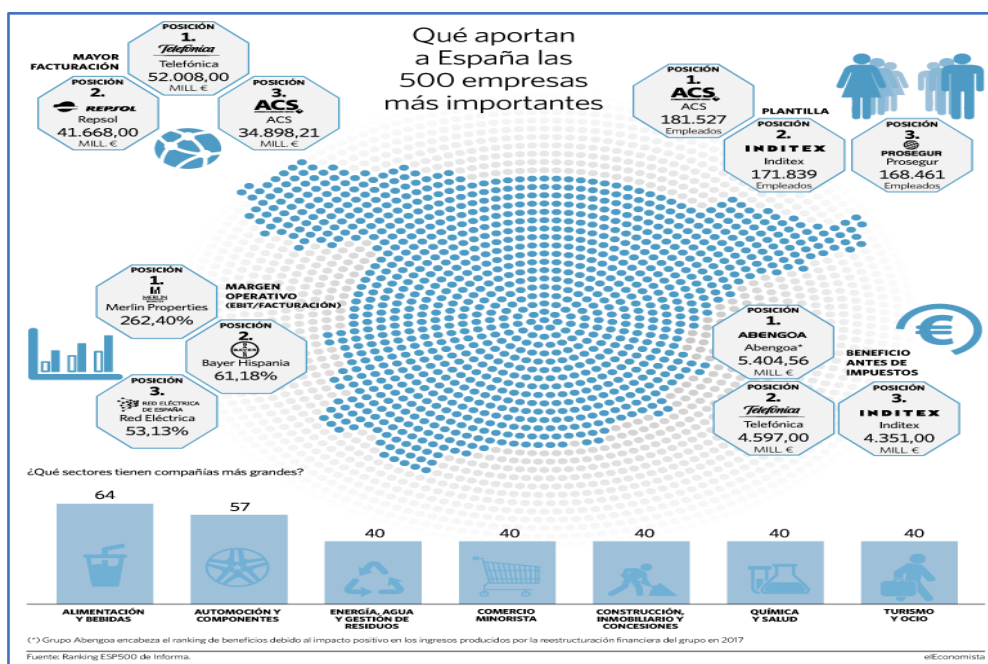 Qué aportan
a España las
500 empresas
más importantes
MAYOR
FACTURACIÓN
POSICIÓN
1.
Telefónica
Telefónica
52.008,00
MILL. €
POSICIÓN
2.
REPSOL
Repsol
41.668,00
MILL. €
POSICIÓN
3.
ACS
ACS
34.898,21
MILL. €
PLANTILLA
POSICIÓN
1.
ACS
ACS
181.527
Empleados
POSICIÓN
2.
INDITEX
Inditex
171.839
Empleados
POSICIÓN
3.
PROSEGUR
Prosegur
168.461
Empleados
MARGEN
OPERATIVO
(EBIT/FACTURACIÓN)
POSICIÓN
1.
MERLIN
Merlin Properties
262,40%
POSICIÓN
2.
BAYER
Bayer Hispania
61,18%
POSICIÓN
3.
RED ELÉCTRICA
DE ESPAÑA
Red Eléctrica
53,13%
BENEFICIO
ANTES DE
IMPUESTOS
POSICIÓN
1.
ABENGOA
Abengoa*
5.404,56
MILL. €
POSICIÓN
2.
Telefónica
Telefónica
4.597,00
MILL. €
POSICIÓN
3.
INDITEX
Inditex
4.351,00
MILL. €
¿Qué sectores tienen compañías más grandes?
64
57
40
40
40
40
40
ALIMENTACIÓN
Y BEBIDAS
AUTOMOCIÓN Y
COMPONENTES
ENERGÍA, AGUA
Y GESTIÓN DE
RESIDUOS
COMERCIO
MINORISTA
CONSTRUCCIÓN,
INMOBILIARIO Y
CONCESIONES
QUÍMICA
Y SALUD
TURISMO
Y OCIO
(*) Grupo Abengoa encabeza el ranking de beneficios debido al impacto positivo en los ingresos producidos por la reestructuración financiera del grupo en 2017
Fuente: Ranking ESP500 de Informa.
elEconomista